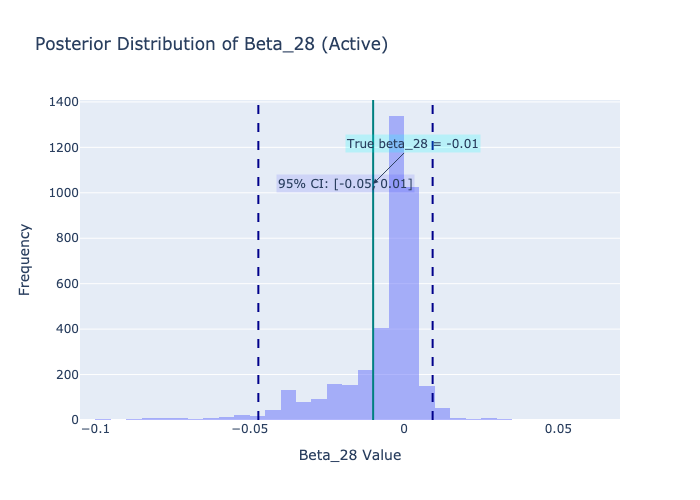 Posterior Distribution of Beta_28 (Active)
1400
1200
1000
800
600
400
200
0
Frequency
True beta_28 = -0.01
95% CI: [-0.05, 0.01]
−0.1
−0.05
0
0.05
Beta_28 Value